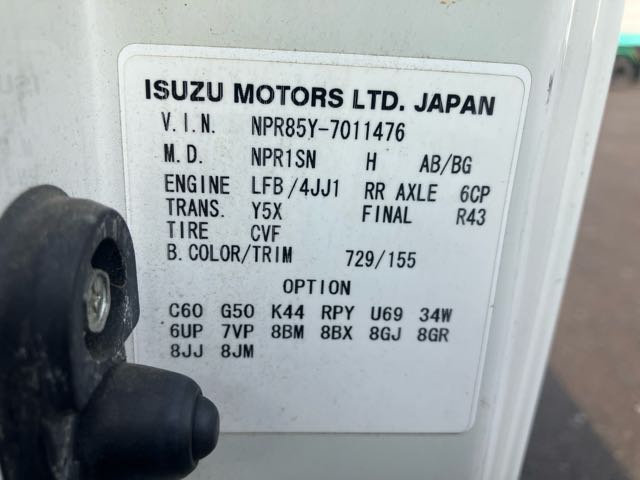 ISUZU MOTORS LTD. JAPAN
V.I.N. NPR85Y-7011476
M.D. NPR1SN H AB/BG
ENGINE LFB/4JJ1 RR AXLE 6CP
TRANS. Y5X FINAL R43
TIRE CVF
B.COLOR/TRIM 729/155
OPTION
C60 G50 K44 RPY U69 34W
6UP 7VP 8BM 8BX 8GJ 8GR
8JJ 8JM